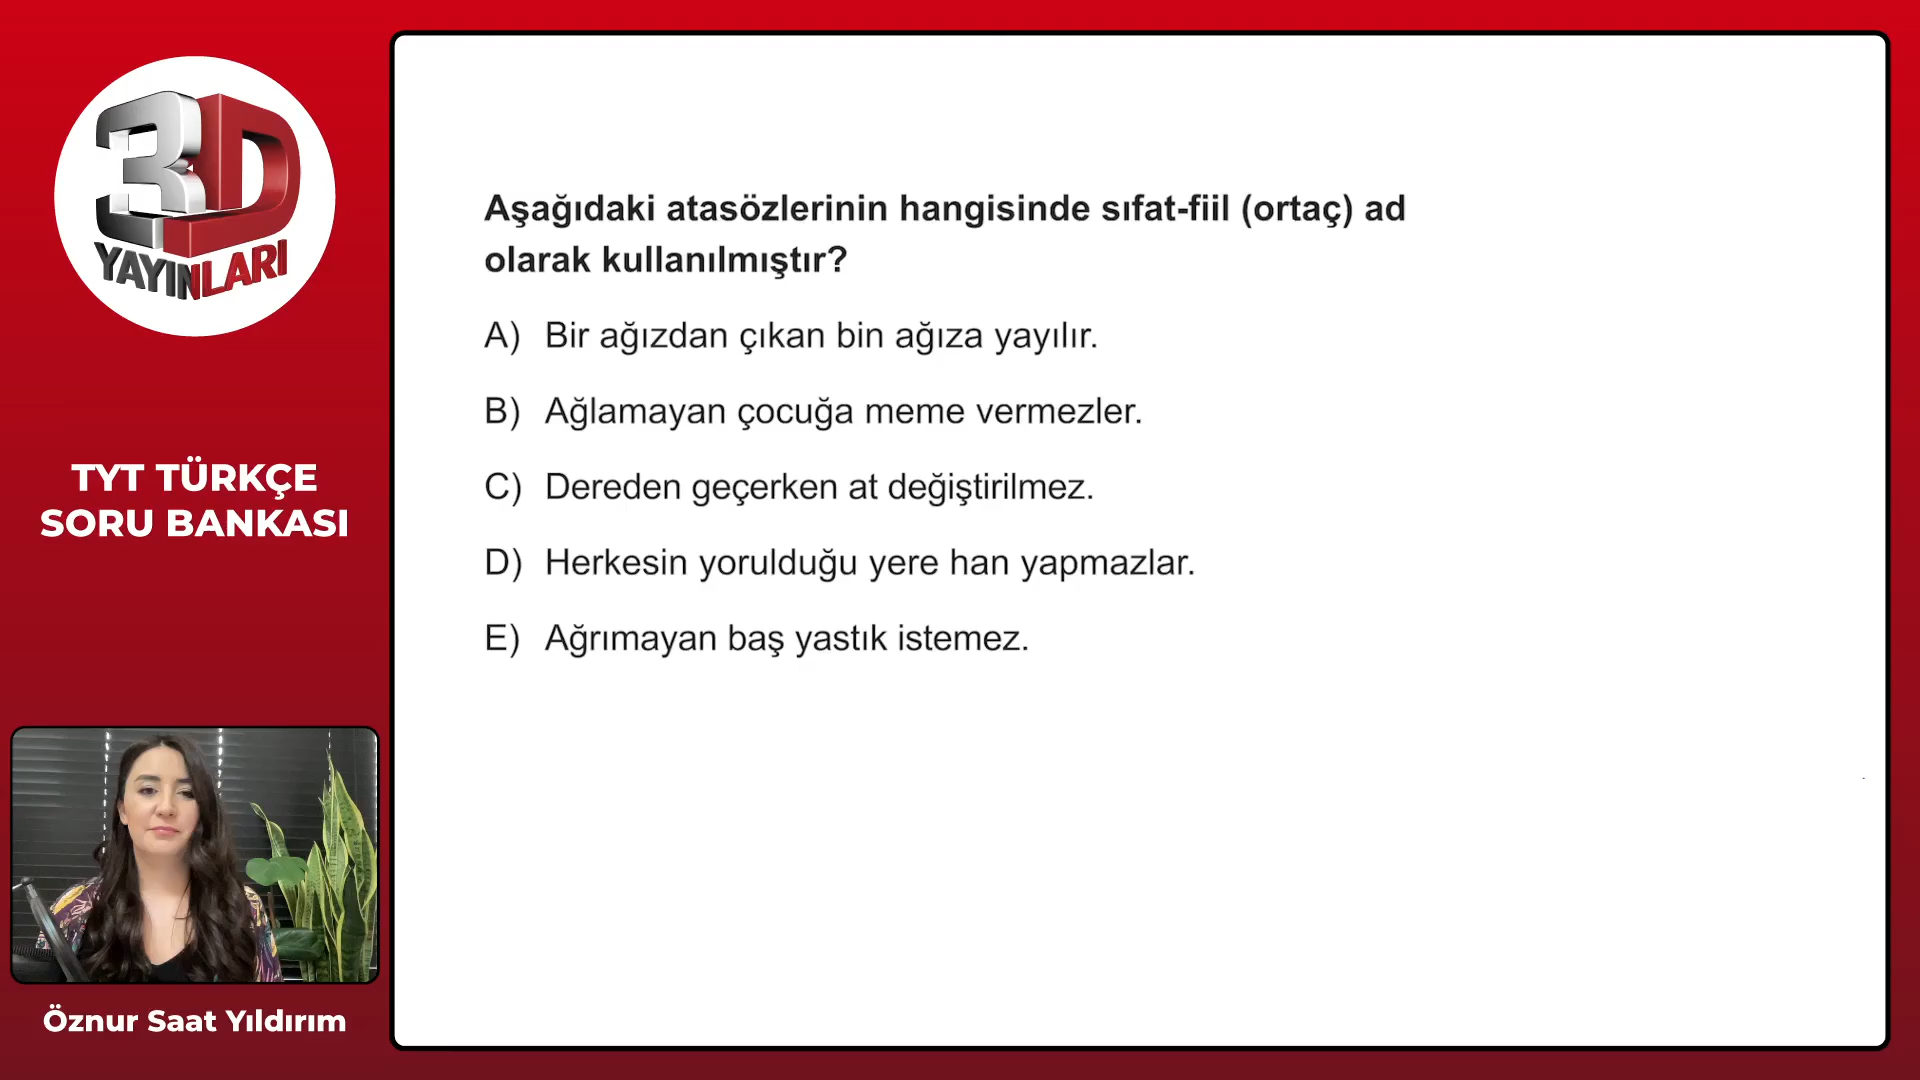 3D
YAYINLARI
TYT TÜRKÇE
SORU BANKASI
Öznur Saat Yıldırım
Aşağıdaki atasözlerinin hangisinde sıfat-fiil (ortaç) ad
olarak kullanılmıştır?
A) Bir ağızdan çıkan bin ağıza yayılır.
B) Ağlamayan çocuğa meme vermezler.
C) Dereden geçerken at değiştirilmez.
D) Herkesin yorulduğu yere han yapmazlar.
E) Ağrımayan baş yastık istemez.